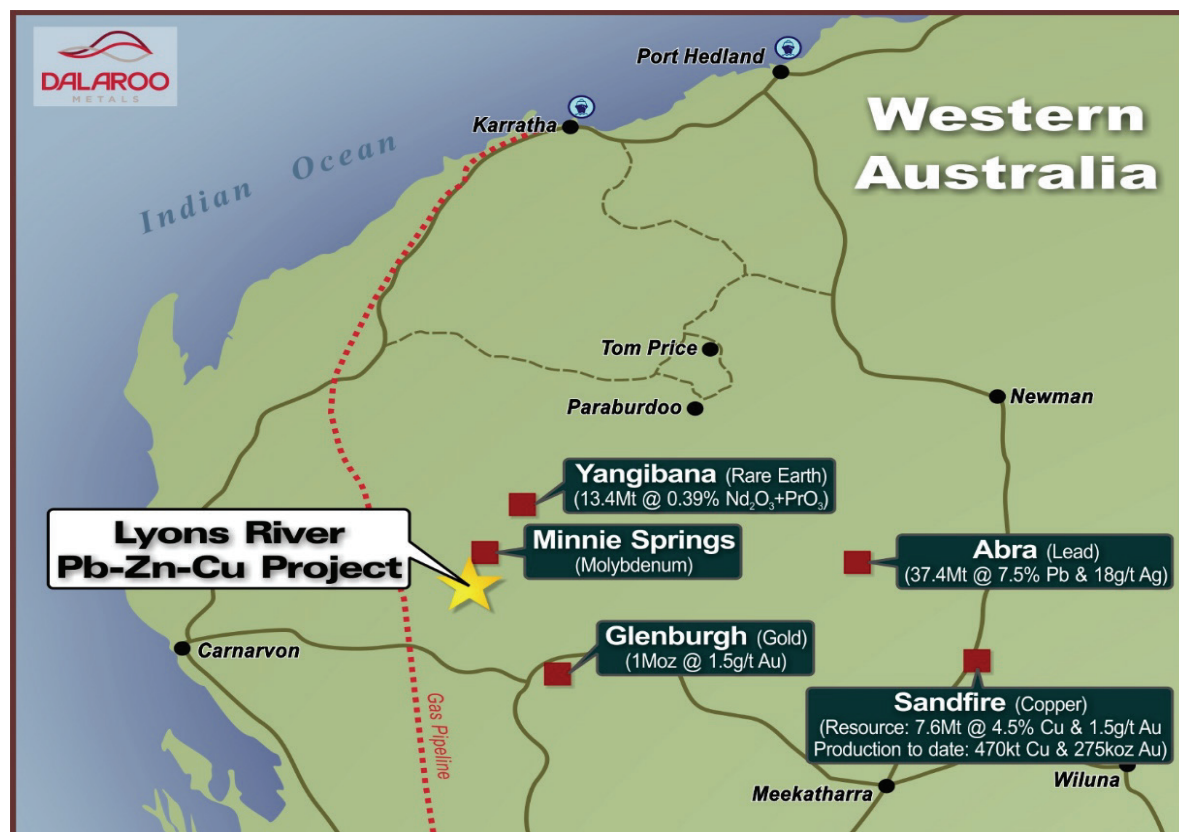 DALAROO
METALS
Port Hedland
Karratha
Western
Australia
Indian Ocean
Tom Price
Paraburdoo
Newman
Yangibana (Rare Earth)
(13.4Mt @ 0.39% Nd₂O₃+PrO₃)
Lyons River
Pb-Zn-Cu Project
Minnie Springs
(Molybdenum)
Abra (Lead)
(37.4Mt @ 7.5% Pb & 18g/t Ag)
Glenburgh (Gold)
(1Moz @ 1.5g/t Au)
Carnarvon
Gas Pipeline
Sandfire (Copper)
(Resource: 7.6Mt @ 4.5% Cu & 1.5g/t Au
Production to date: 470kt Cu & 275koz Au)
Meekatharra
Wiluna